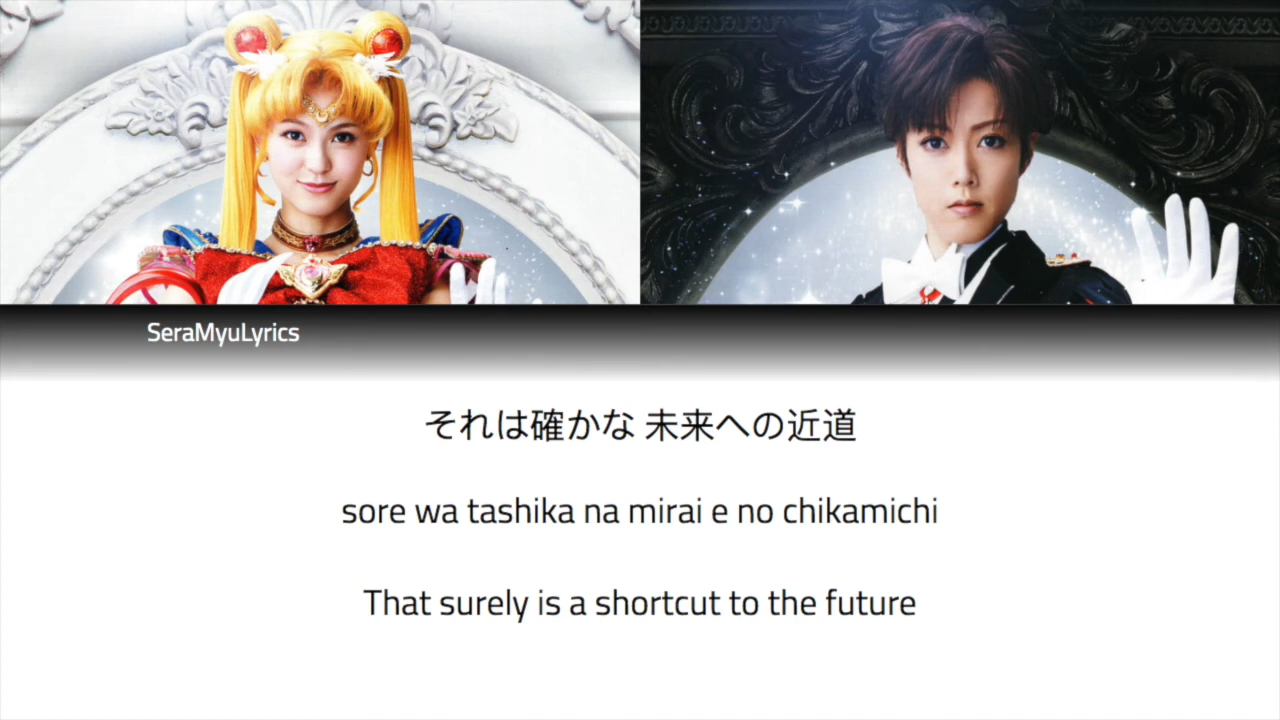 SeraMyuLyrics
それは確かな 未来への近道
sore wa tashika na mirai e no chikamichi
That surely is a shortcut to the future